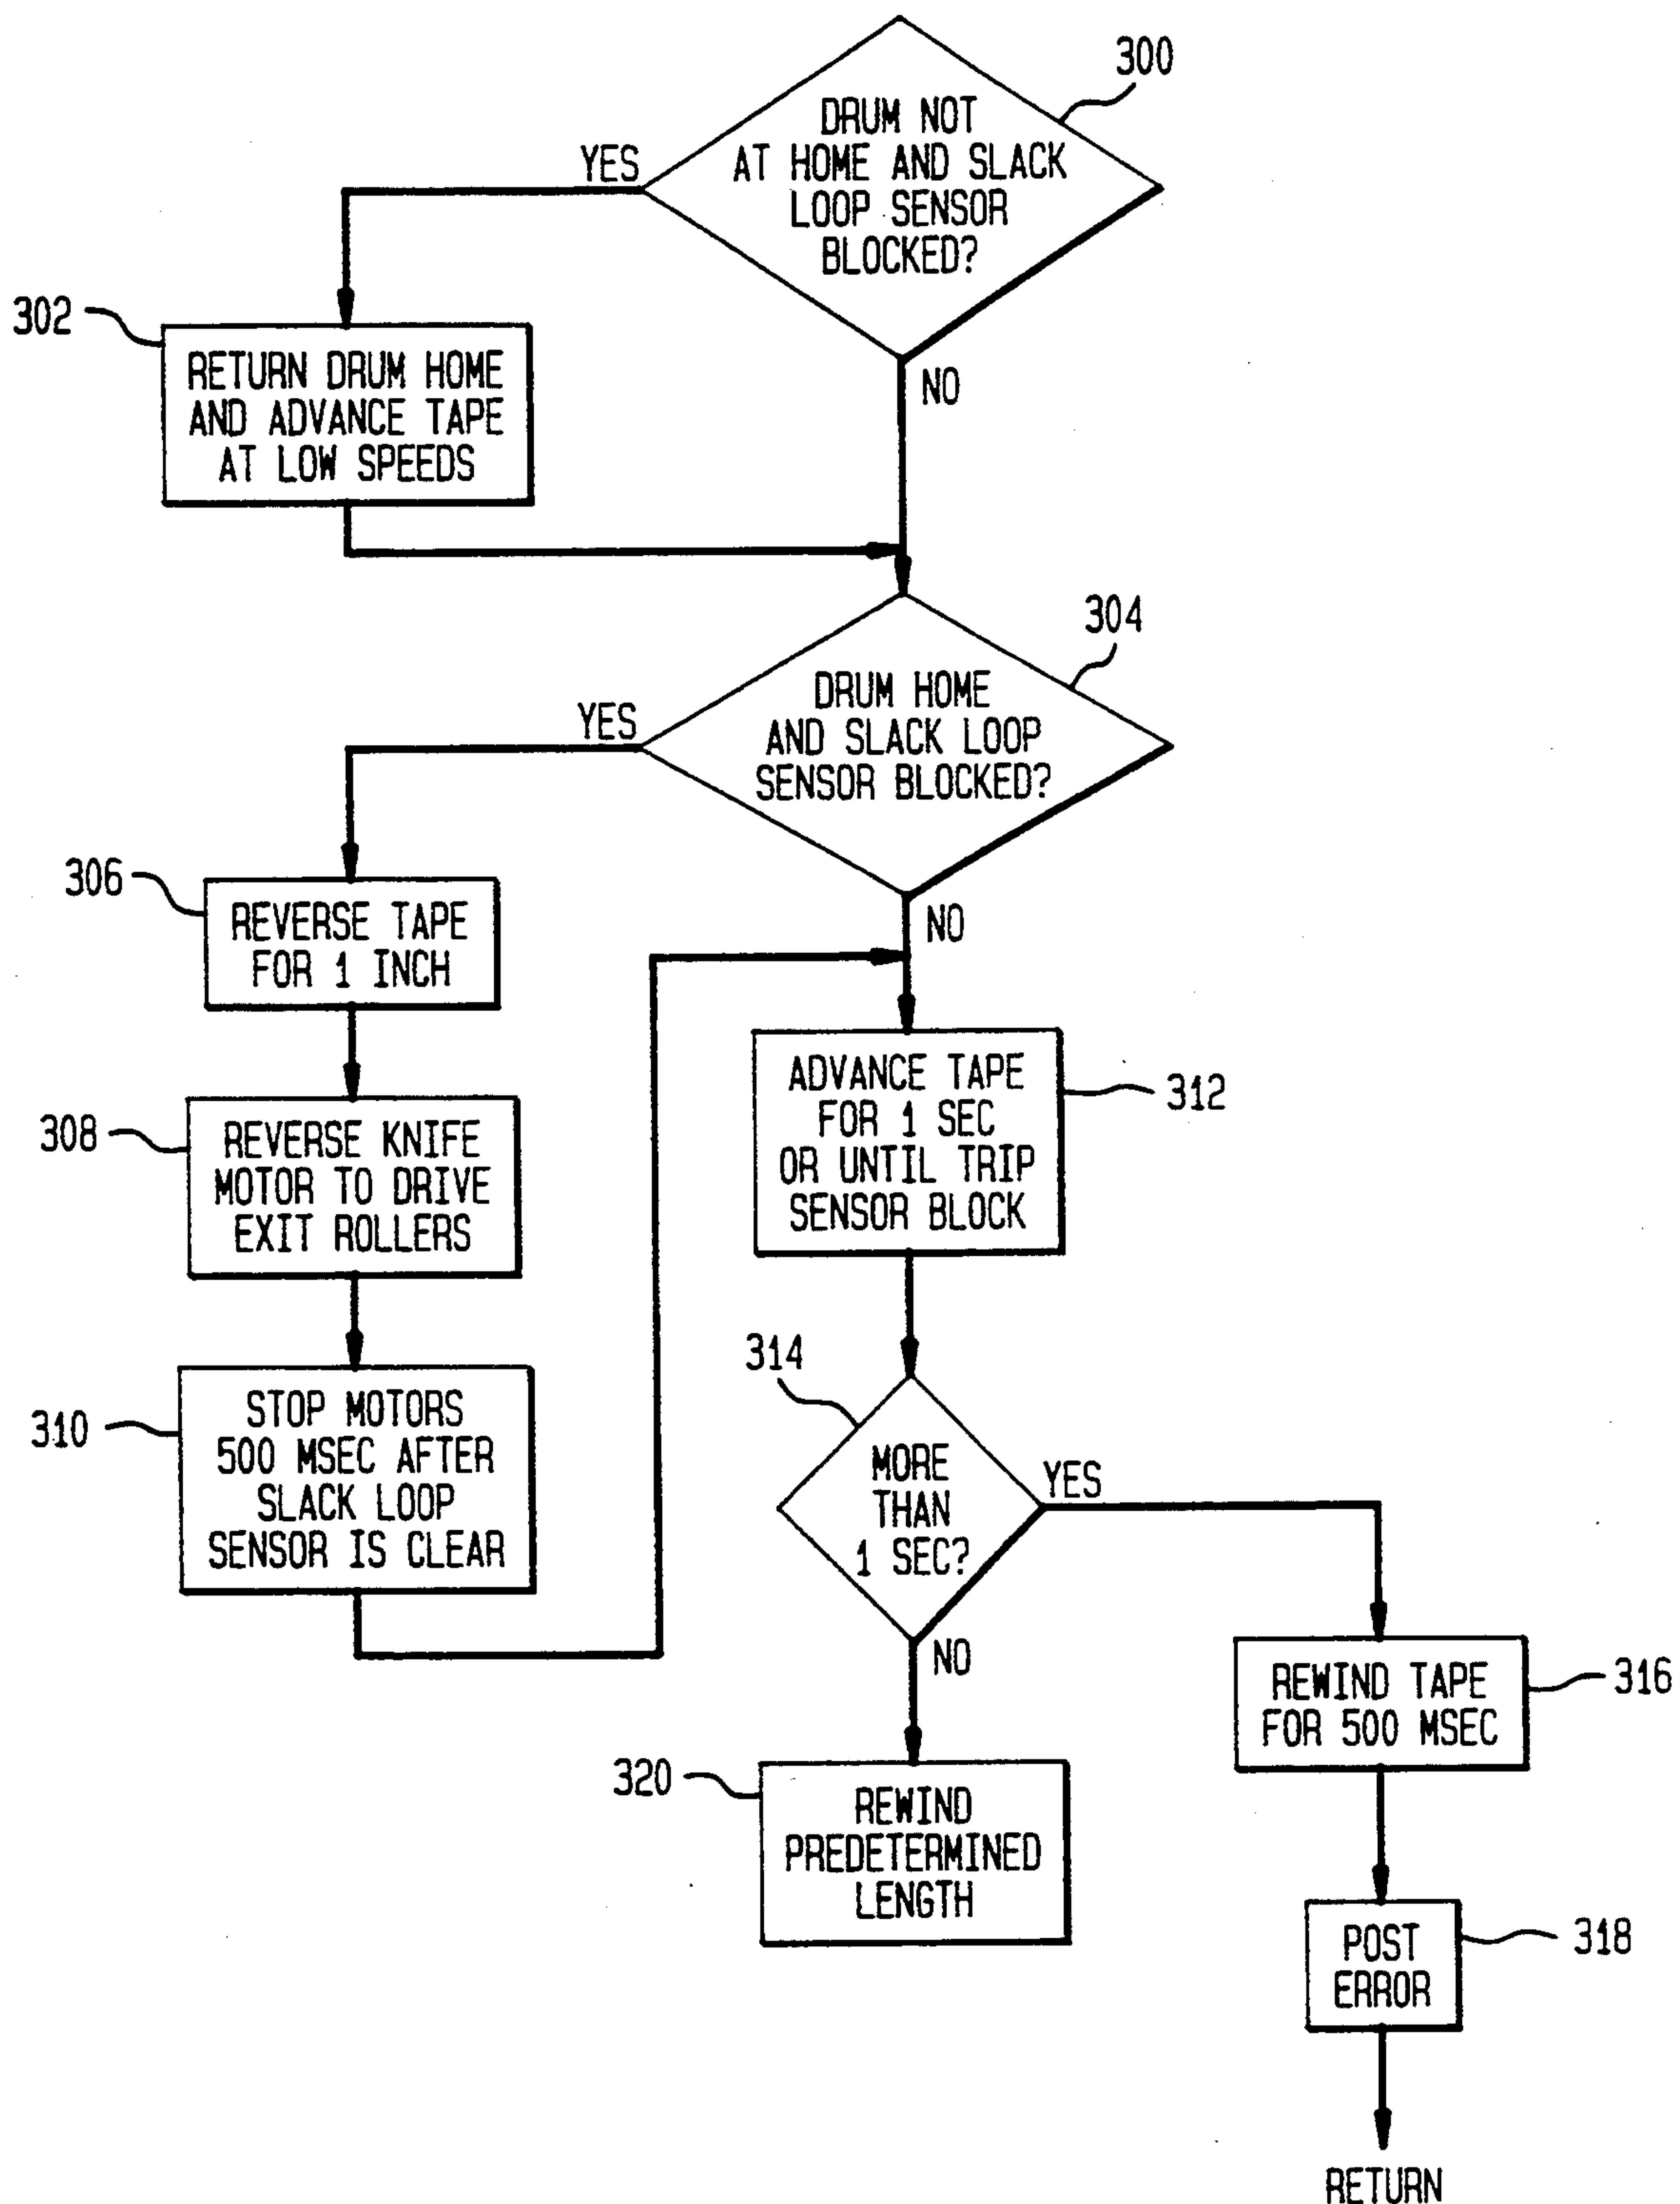 300
DRUM NOT
AT HOME AND SLACK
LOOP SENSOR
BLOCKED?
YES
NO
302
RETURN DRUM HOME
AND ADVANCE TAPE
AT LOW SPEEDS
304
DRUM HOME
AND SLACK LOOP
SENSOR BLOCKED?
YES
NO
306
REVERSE TAPE
FOR 1 INCH
308
REVERSE KNIFE
MOTOR TO DRIVE
EXIT ROLLERS
310
STOP MOTORS
500 MSEC AFTER
SLACK LOOP
SENSOR IS CLEAR
312
ADVANCE TAPE
FOR 1 SEC
OR UNTIL TRIP
SENSOR BLOCK
314
MORE
THAN
1 SEC?
YES
NO
316
REWIND TAPE
FOR 500 MSEC
318
POST
ERROR
RETURN
320
REWIND
PREDETERMINED
LENGTH